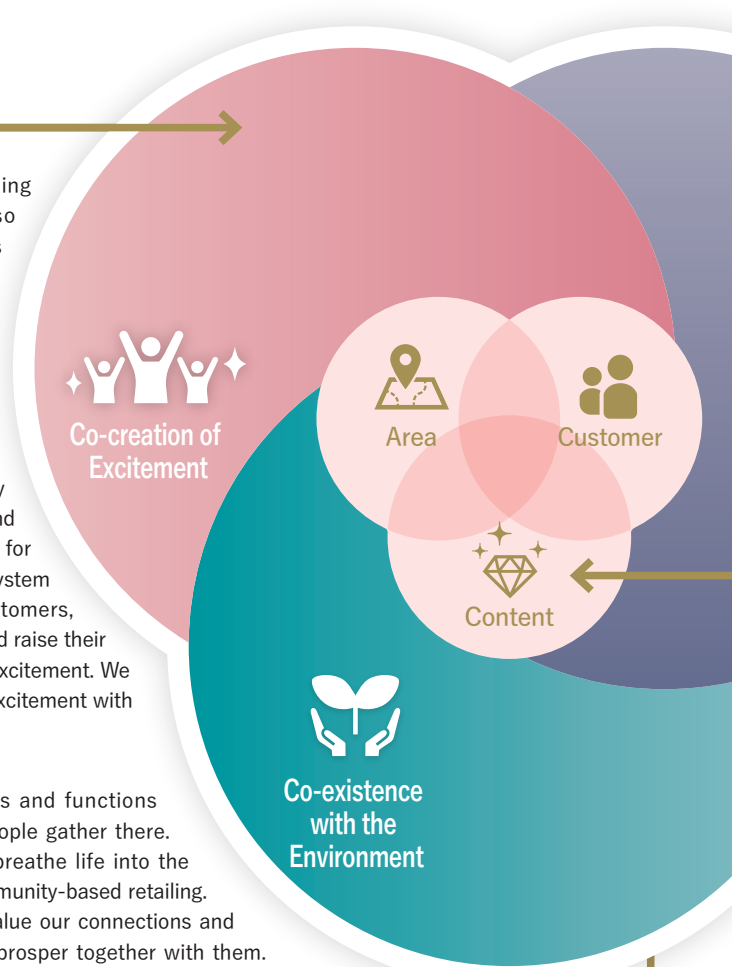 ing
so
s
Co-creation of
Excitement
Area
Customer
Content
y
nd
for
ystem
tomers,
d raise their
xcitement. We
xcitement with
Co-existence
with the
Environment
s and functions
ople gather there.
breathe life into the
munity-based retailing.
alue our connections and
prosper together with them.